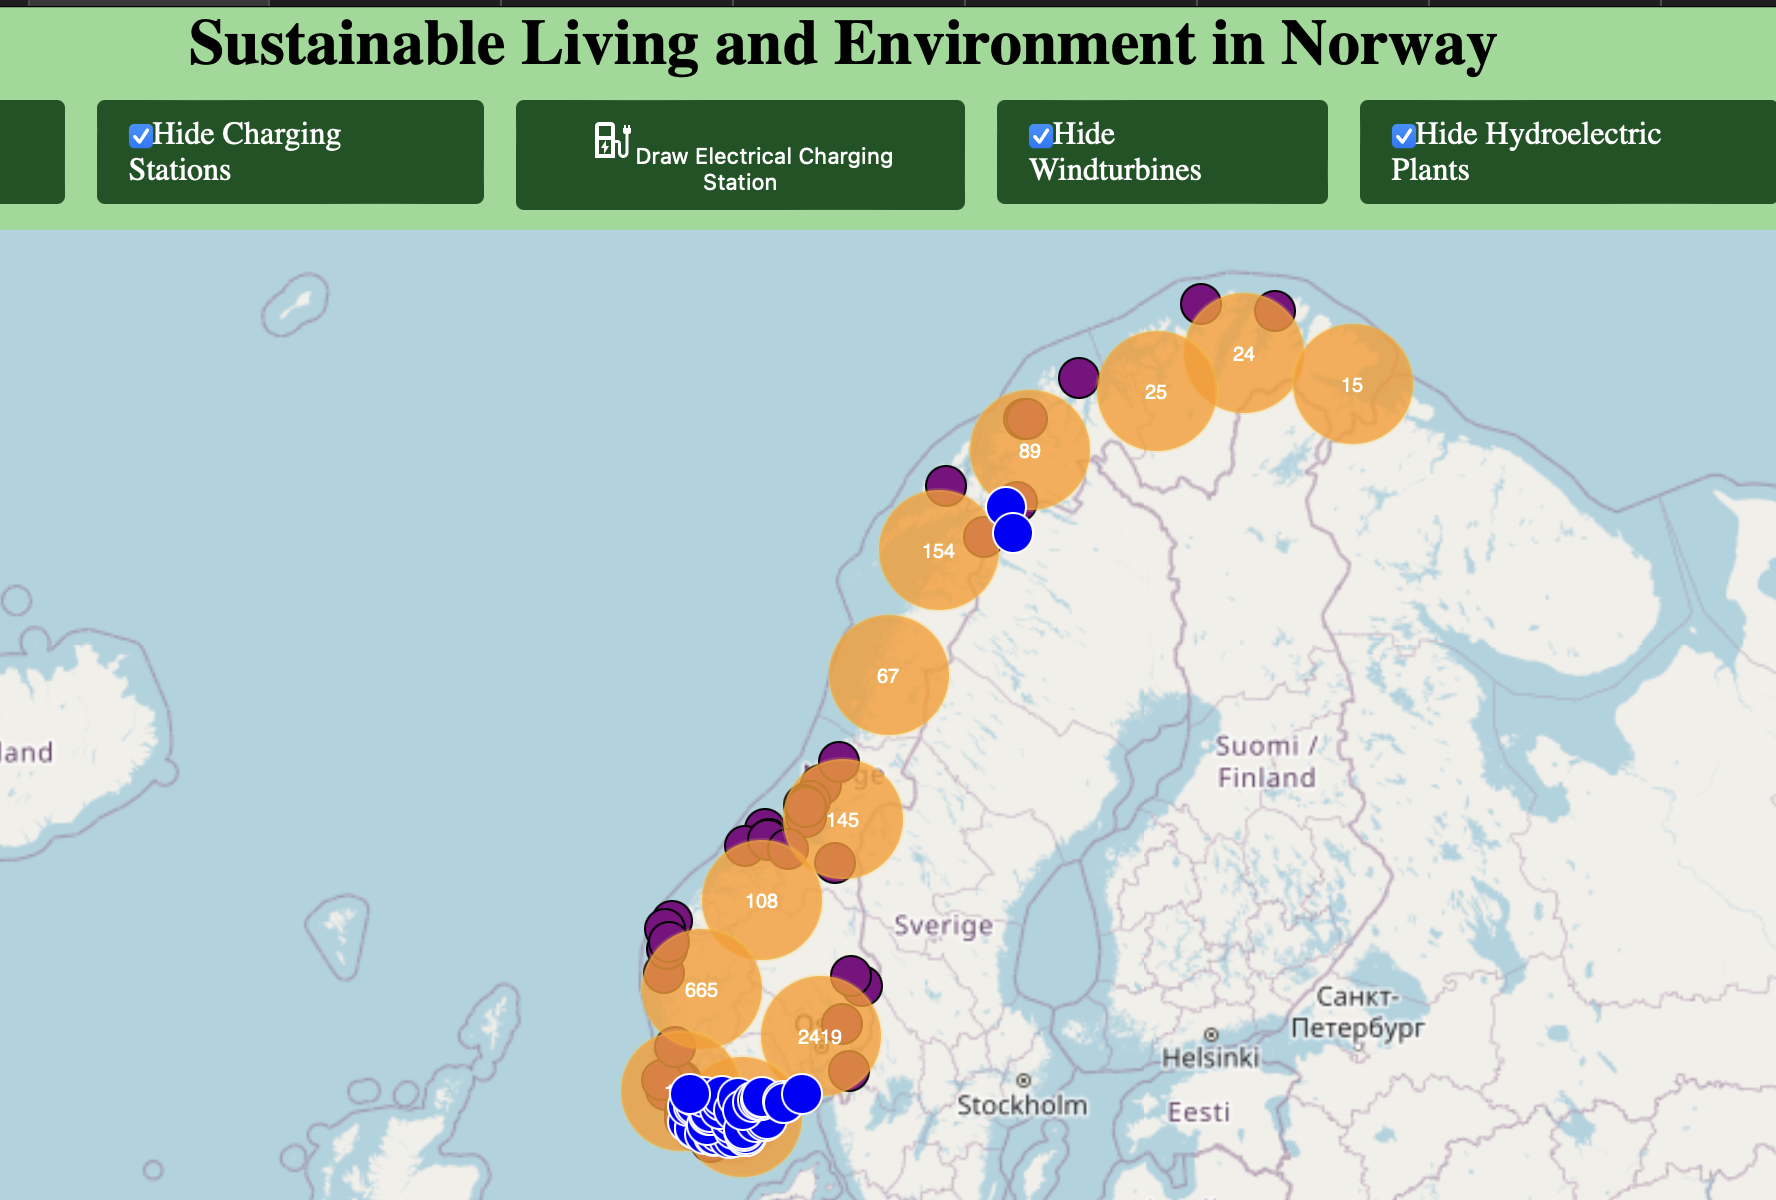 Sustainable Living and Environment in Norway
Hide Charging
Stations
Draw Electrical Charging
Station
Hide
Windturbines
Hide Hydroelectric
Plants
24
25
15
89
154
67
land
Suomi /
Finland
145
108
Sverige
665
2419
Санкт-
Петербург
Helsinki
Stockholm
Eesti